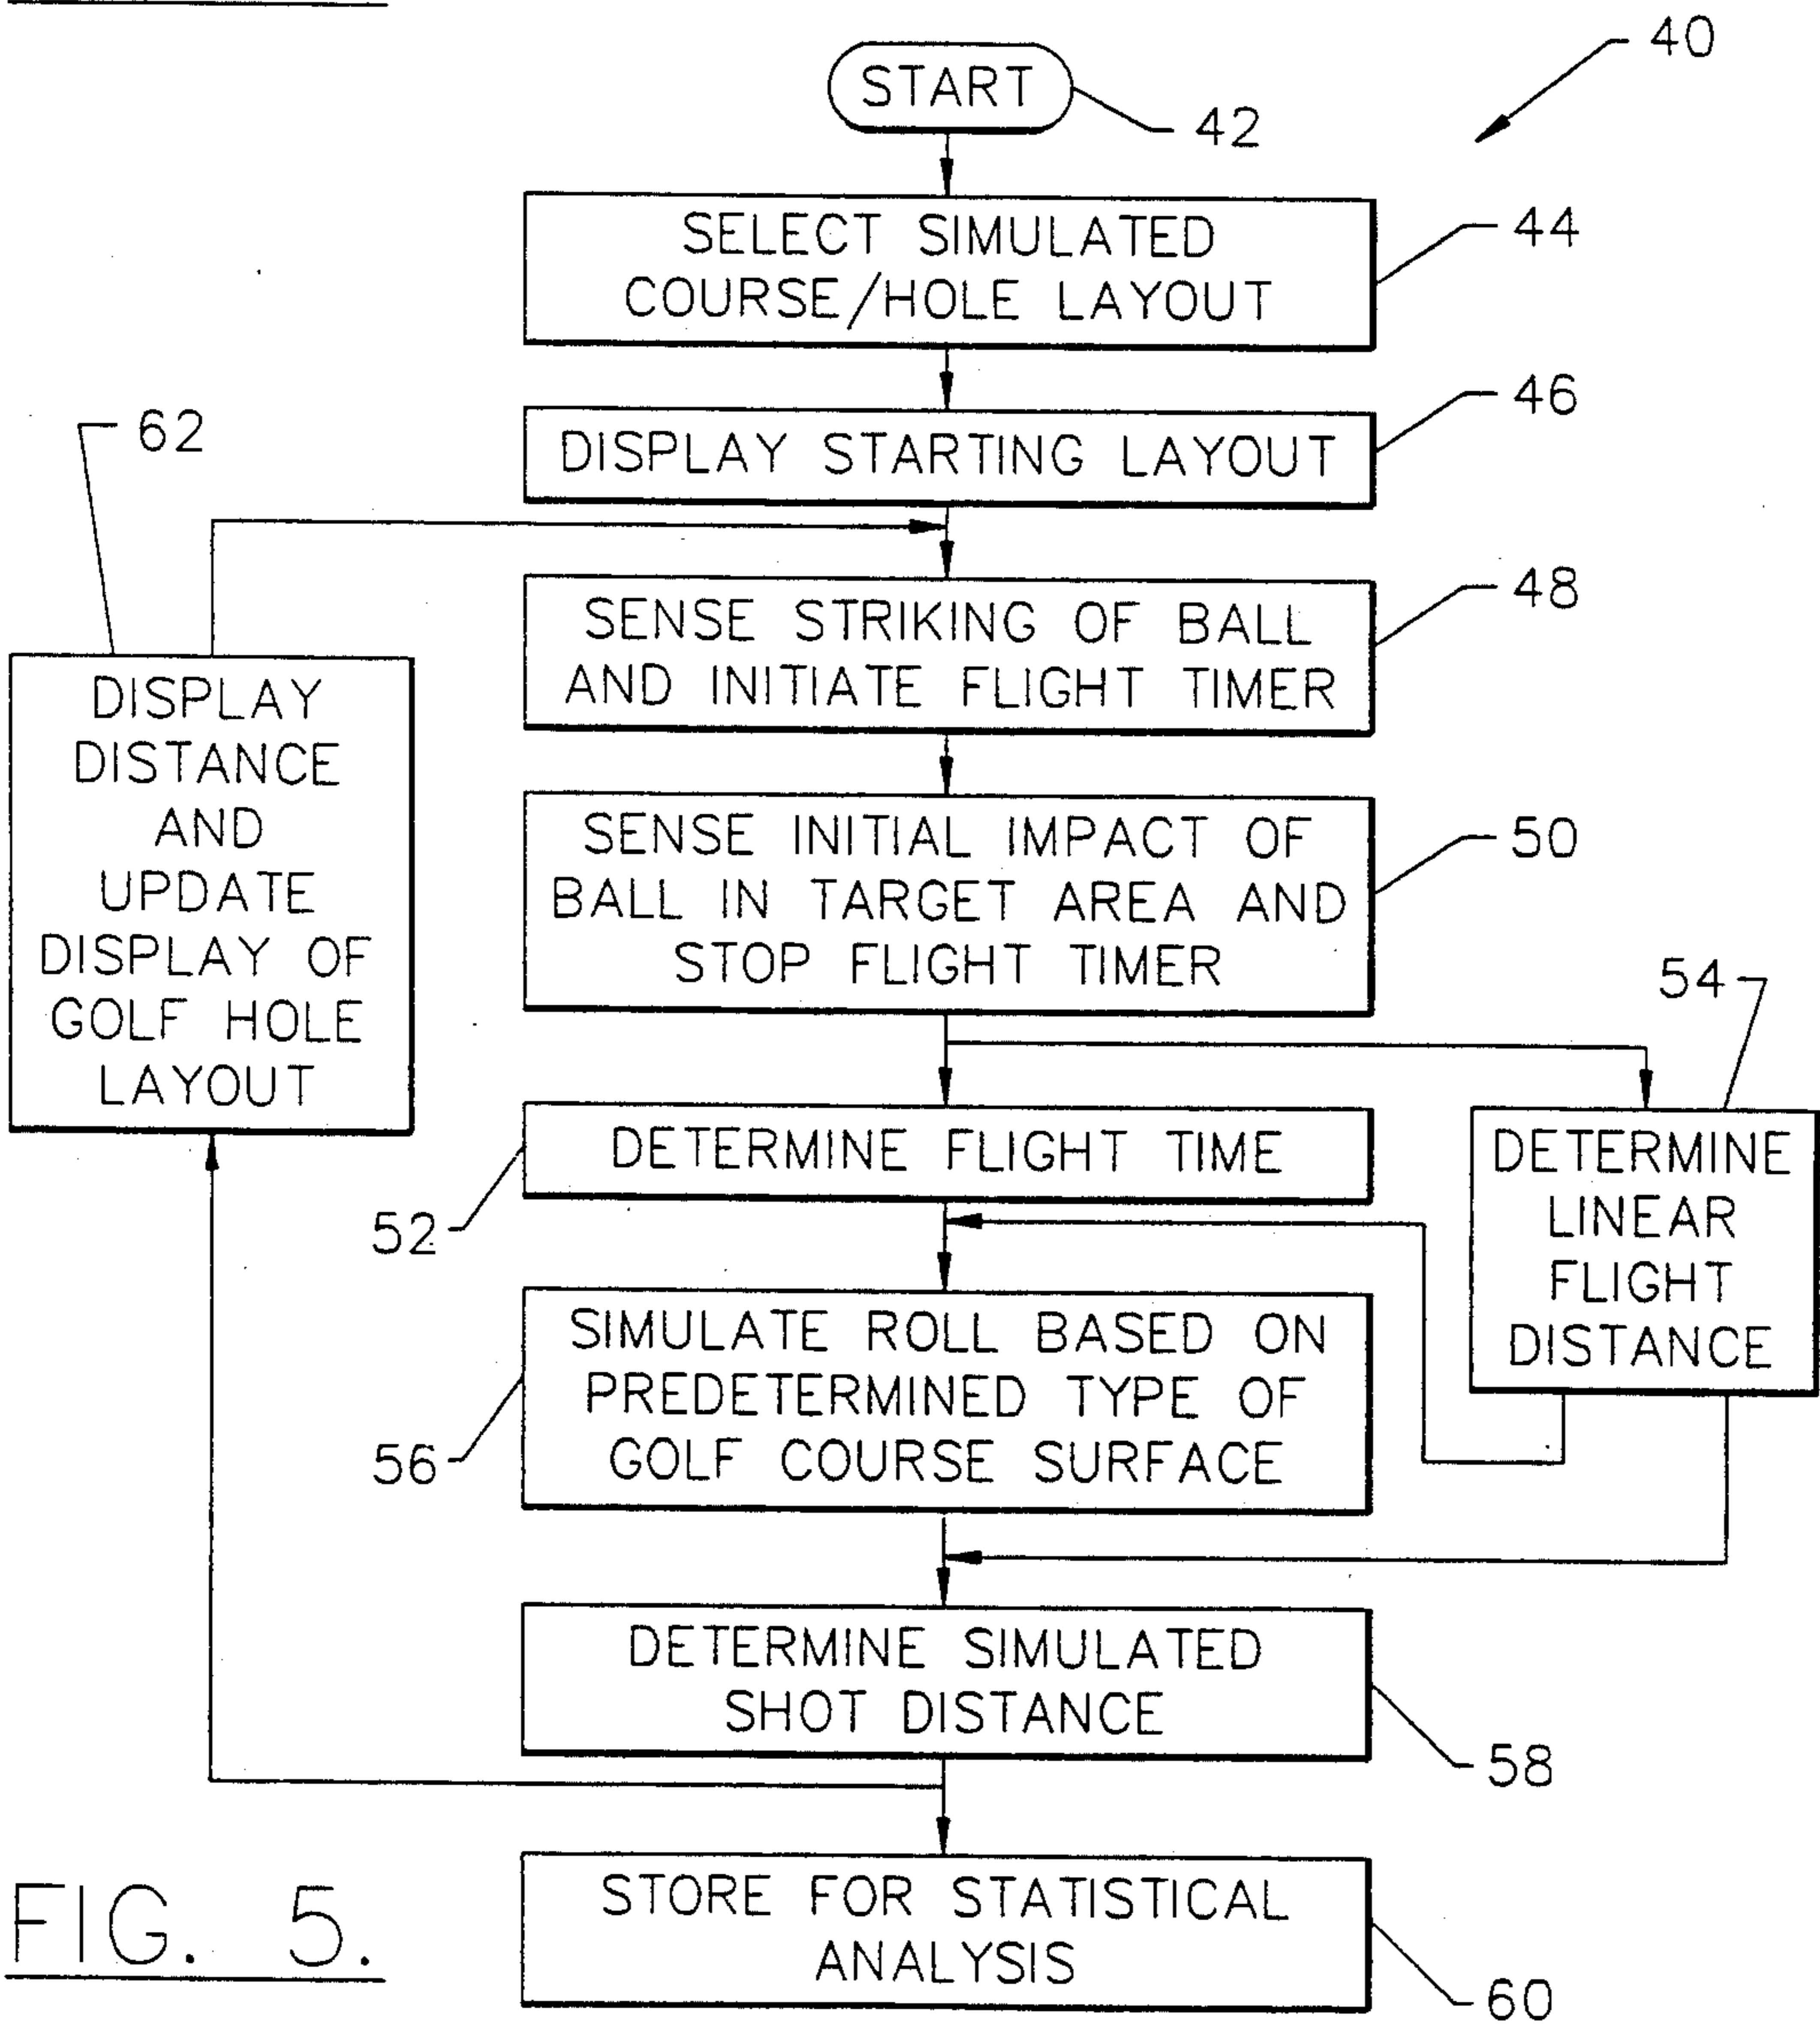 40
START
42
SELECT SIMULATED
COURSE/HOLE LAYOUT
44
DISPLAY STARTING LAYOUT
46
62
SENSE STRIKING OF BALL
AND INITIATE FLIGHT TIMER
48
DISPLAY
DISTANCE
AND
UPDATE
DISPLAY OF
GOLF HOLE
LAYOUT
SENSE INITIAL IMPACT OF
BALL IN TARGET AREA AND
STOP FLIGHT TIMER
50
54
DETERMINE FLIGHT TIME
52
DETERMINE
LINEAR
FLIGHT
DISTANCE
SIMULATE ROLL BASED ON
PREDETERMINED TYPE OF
GOLF COURSE SURFACE
56
DETERMINE SIMULATED
SHOT DISTANCE
58
STORE FOR STATISTICAL
ANALYSIS
60
FIG. 5.